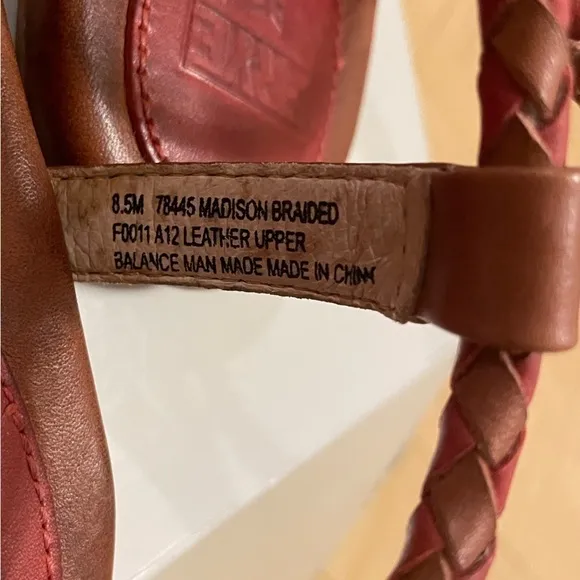 8.5M 78445 MADISON BRAIDED
F0011 A12 LEATHER UPPER
BALANCE MAN MADE MADE IN CHINA